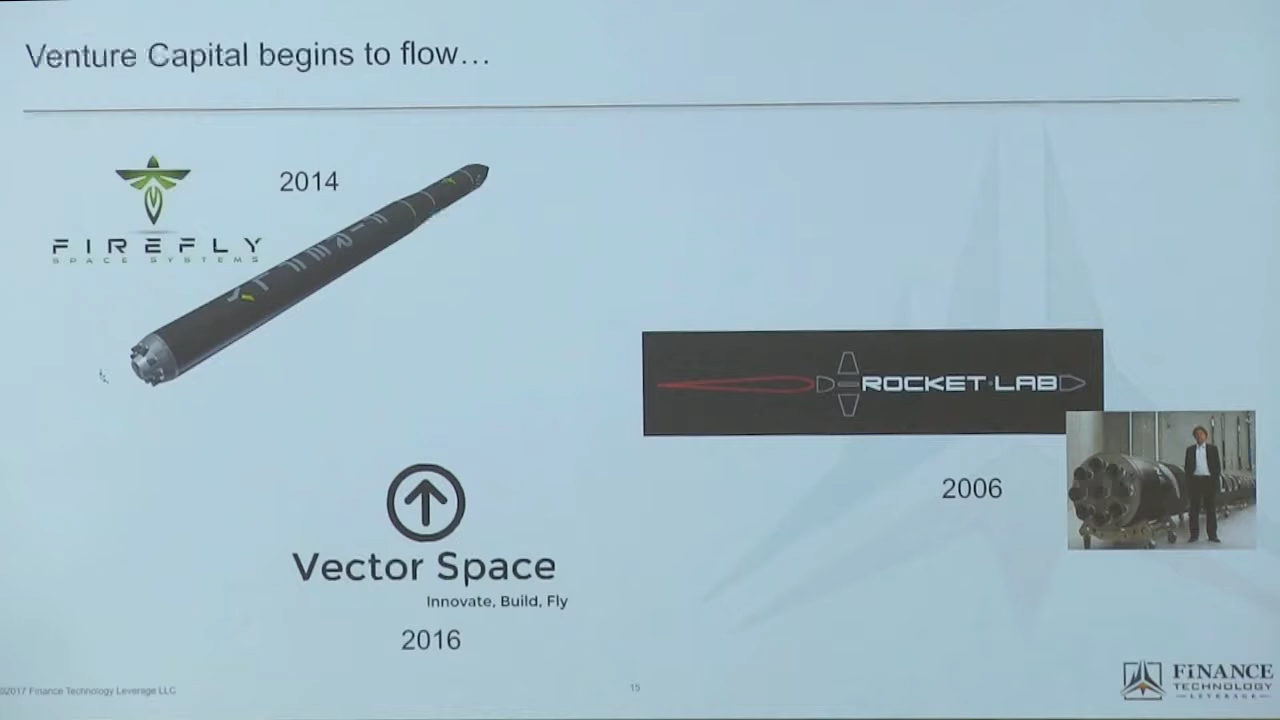 Venture Capital begins to flow...
2014
FIREFLY
SPACE SYSTEMS
FIREFLY
ROCKET LAB
2006
Vector Space
Innovate, Build, Fly
2016
©2017 Finance Technology Leverage LLC
15
FiNANCE
TECHNOLOGY
LEVERAGE